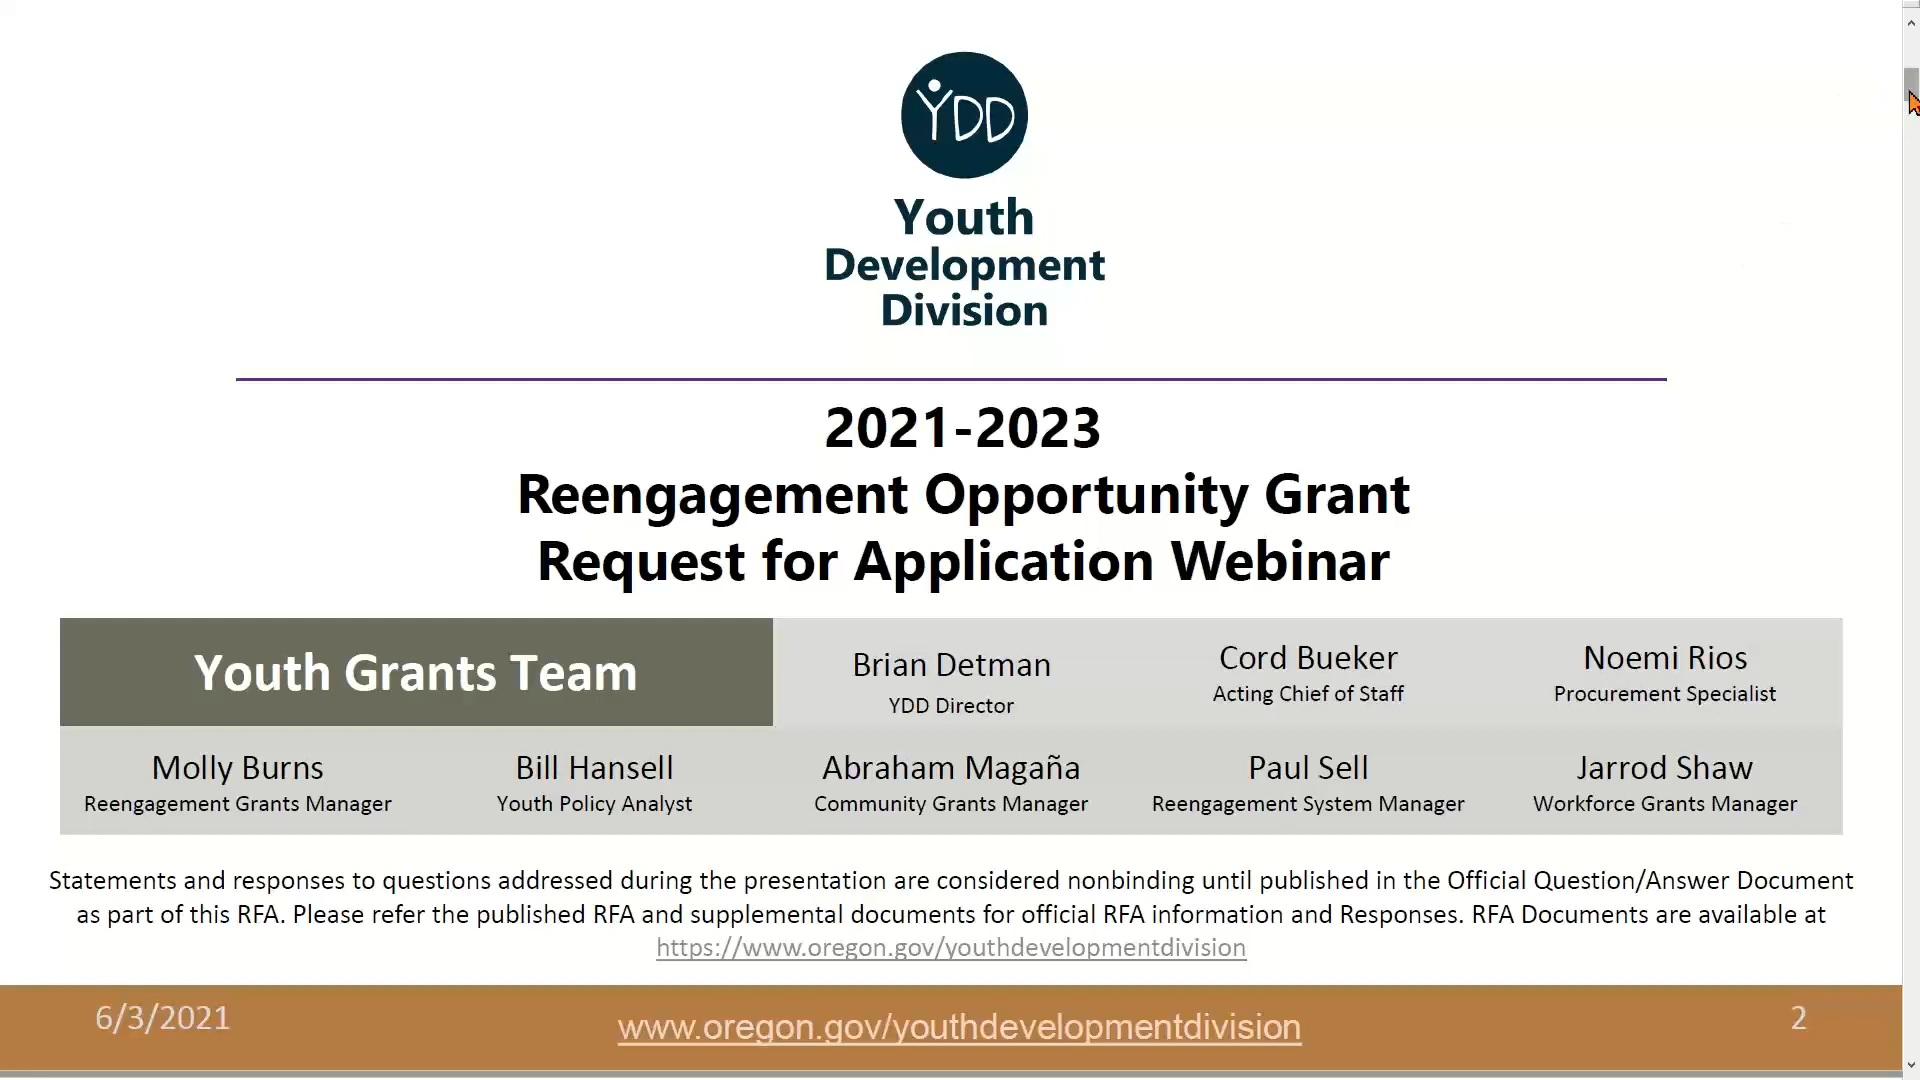 YDD
Youth
Development
Division
2021-2023
Reengagement Opportunity Grant
Request for Application Webinar
Youth Grants Team
Brian Detman
YDD Director
Cord Bueker
Acting Chief of Staff
Noemi Rios
Procurement Specialist
Molly Burns
Reengagement Grants Manager
Bill Hansell
Youth Policy Analyst
Abraham Magaña
Community Grants Manager
Paul Sell
Reengagement System Manager
Jarrod Shaw
Workforce Grants Manager
Statements and responses to questions addressed during the presentation are considered nonbinding until published in the Official Question/Answer Document
as part of this RFA. Please refer the published RFA and supplemental documents for official RFA information and Responses. RFA Documents are available at
https://www.oregon.gov/youthdevelopmentdivision
6/3/2021
www.oregon.gov/youthdevelopmentdivision
2